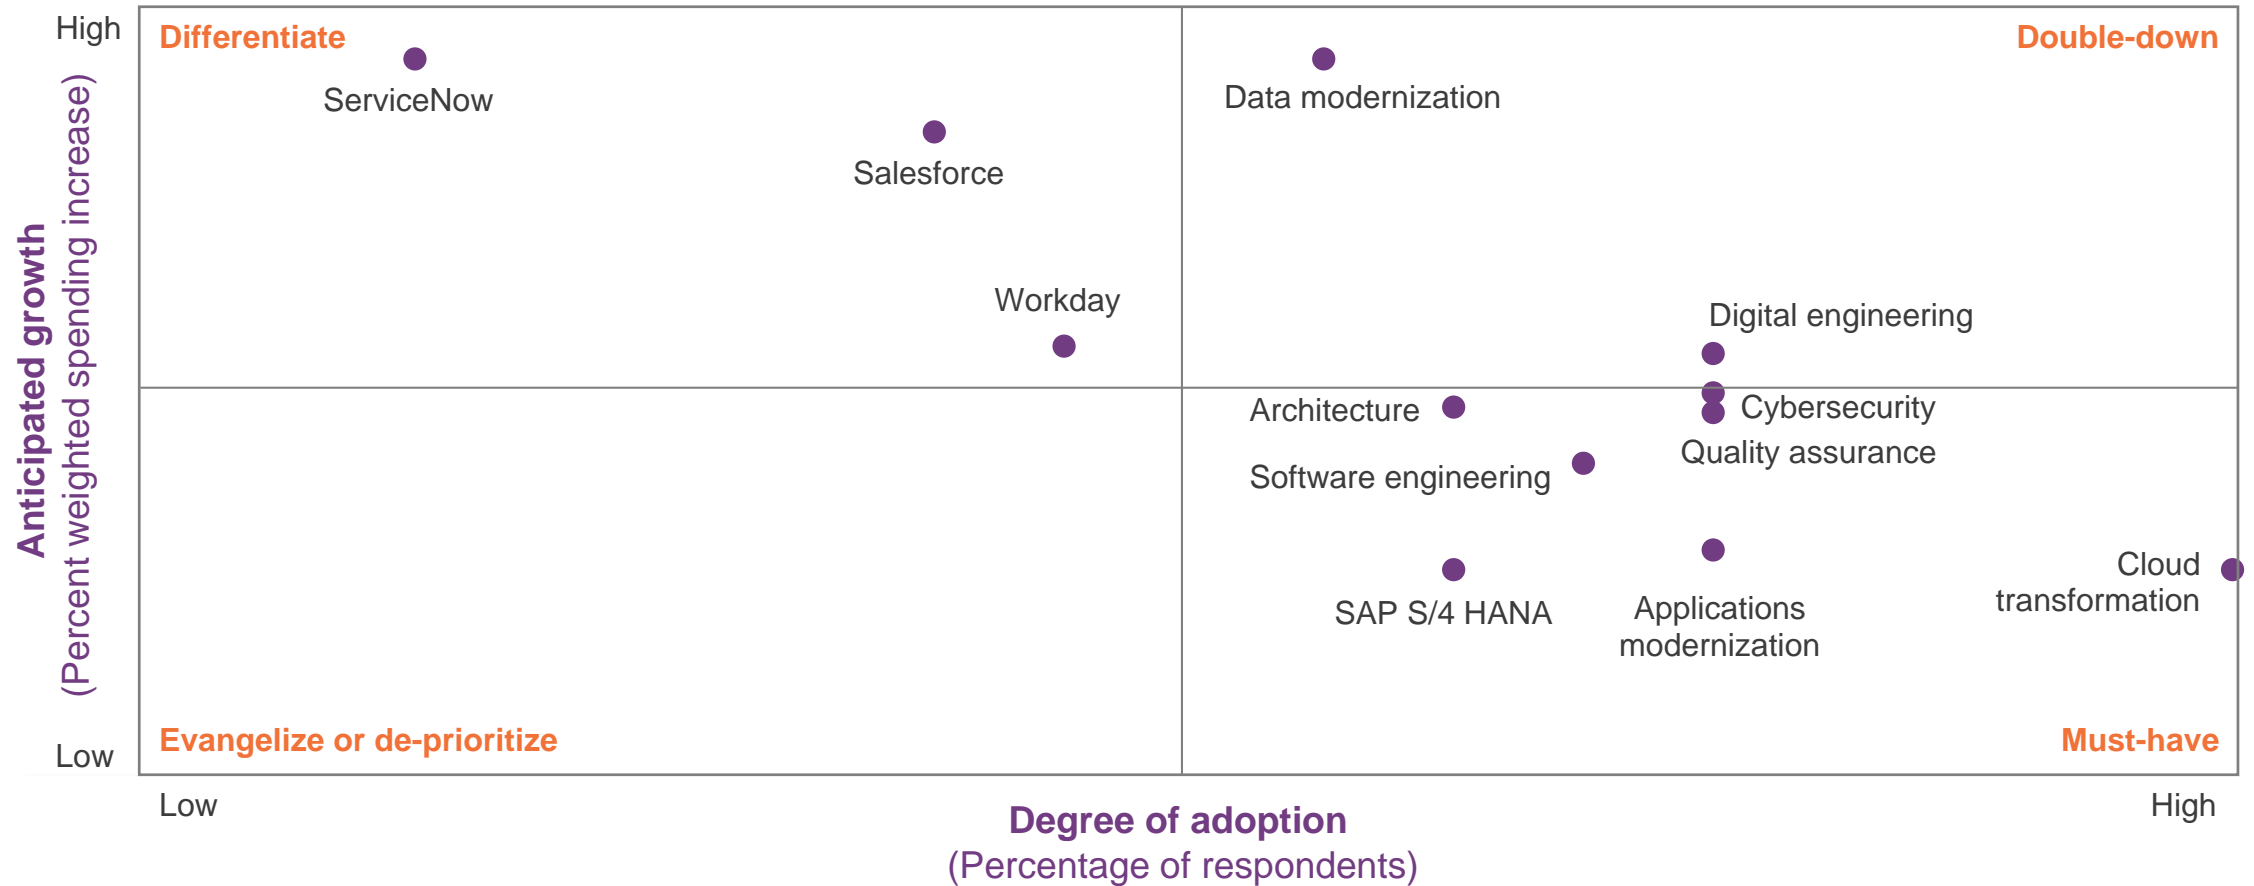 High
Differentiate
Double-down
ServiceNow
Data modernization
Salesforce
Workday
Digital engineering
Architecture
Cybersecurity
Quality assurance
Software engineering
SAP S/4 HANA
Applications
modernization
Cloud
transformation
Evangelize or de-prioritize
Must-have
Low
Low
High
Anticipated growth
(Percent weighted spending increase)
Degree of adoption
(Percentage of respondents)